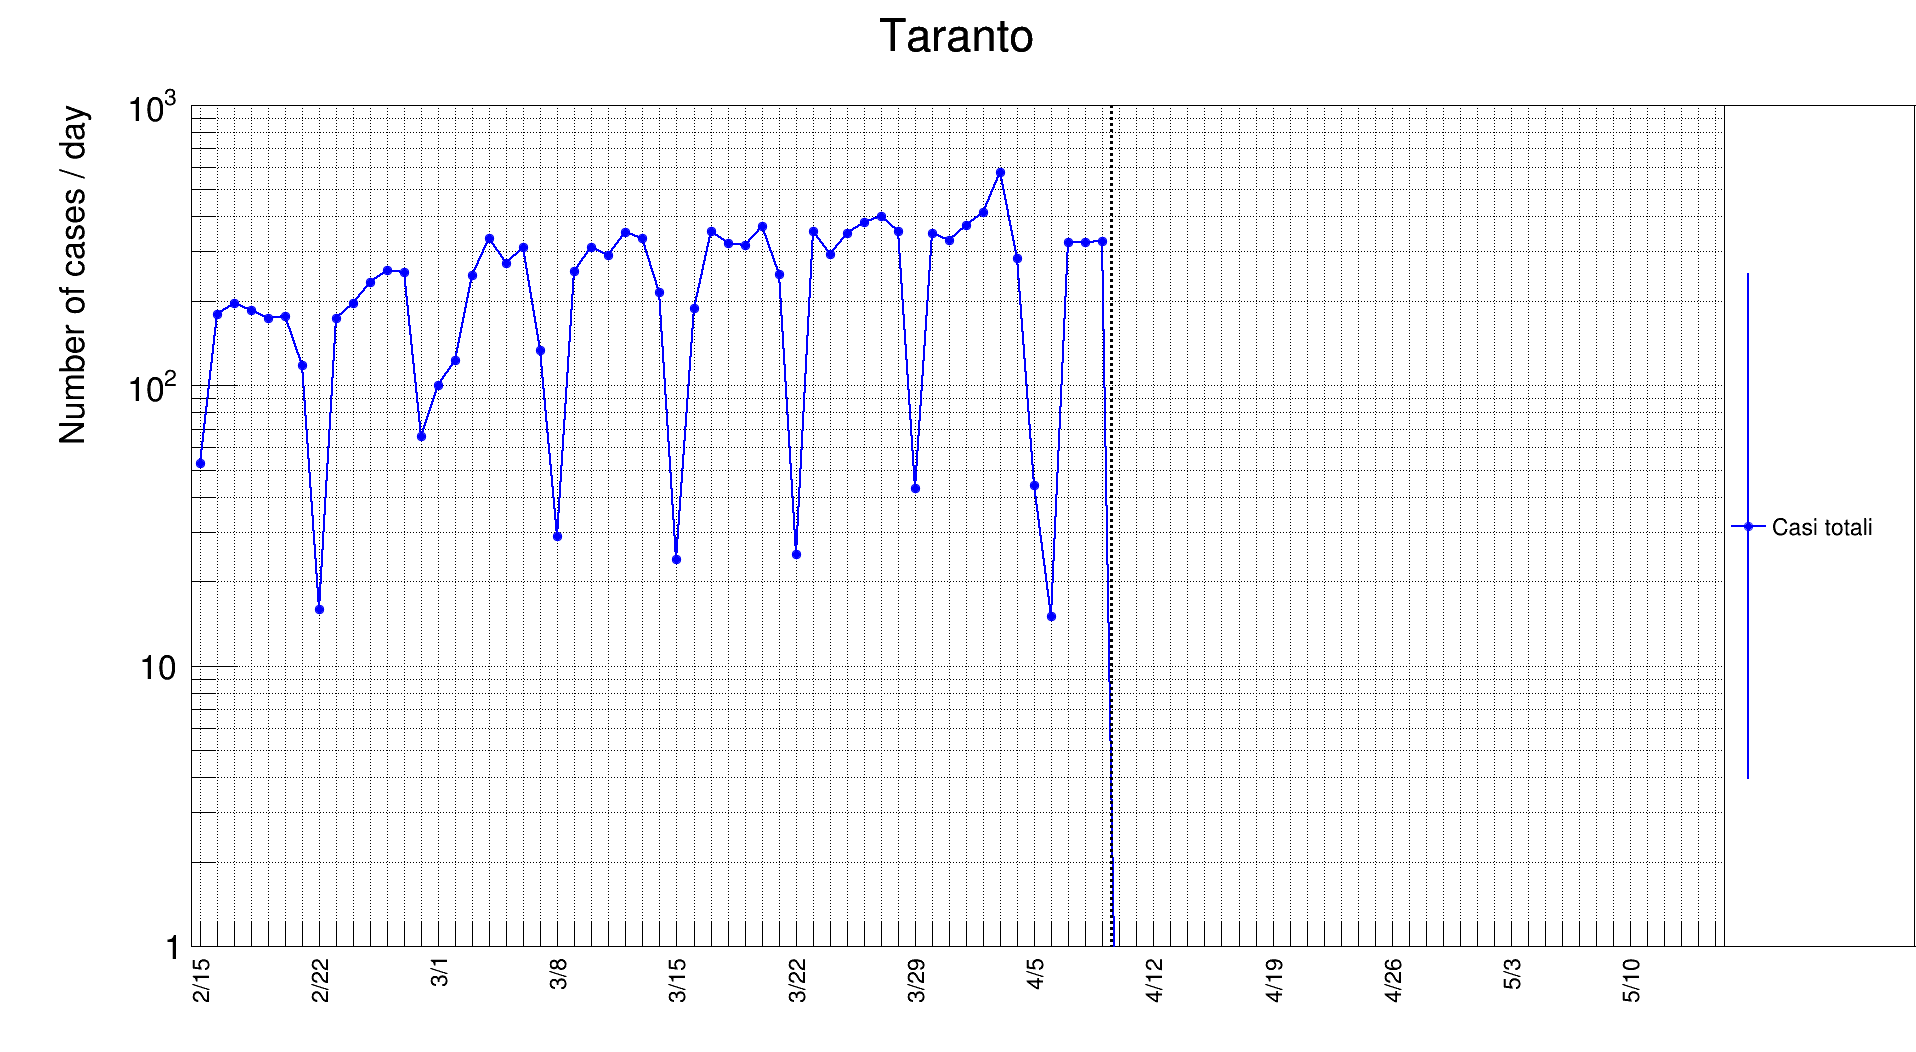 Taranto
Number of cases / day
10³
10²
10
1
2/15 2/22 3/1 3/8 3/15 3/22 3/29 4/5 4/12 4/19 4/26 5/3 5/10
Casi totali